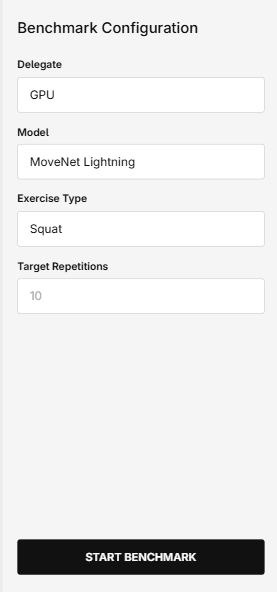 Benchmark Configuration
Delegate
GPU
Model
MoveNet Lightning
Exercise Type
Squat
Target Repetitions
10
START BENCHMARK